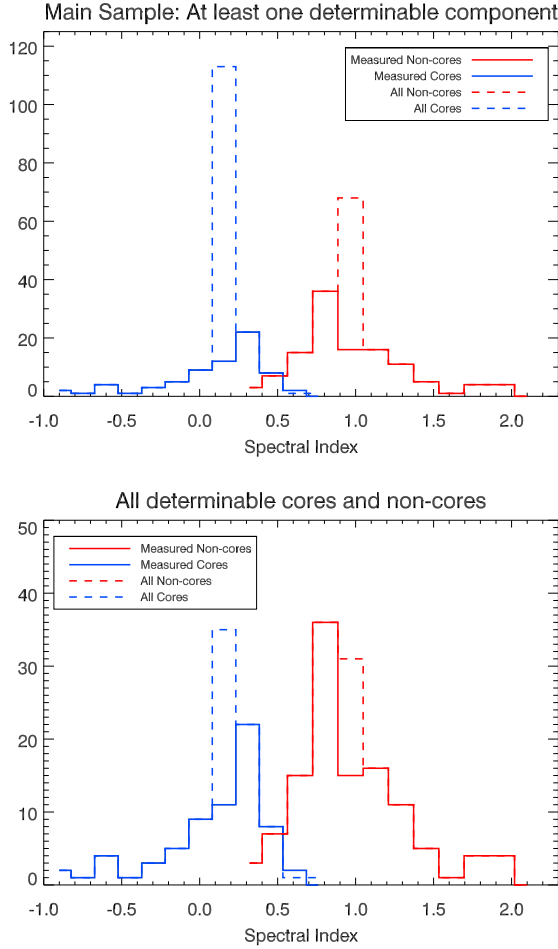 Main Sample: At least one determinable component
120
100
80
60
40
20
0
Measured Non-cores
Measured Cores
All Non-cores
All Cores
-1.0 -0.5 0.0 0.5 1.0 1.5 2.0
Spectral Index
All determinable cores and non-cores
50
40
30
20
10
0
Measured Non-cores
Measured Cores
All Non-cores
All Cores
-1.0 -0.5 0.0 0.5 1.0 1.5 2.0
Spectral Index